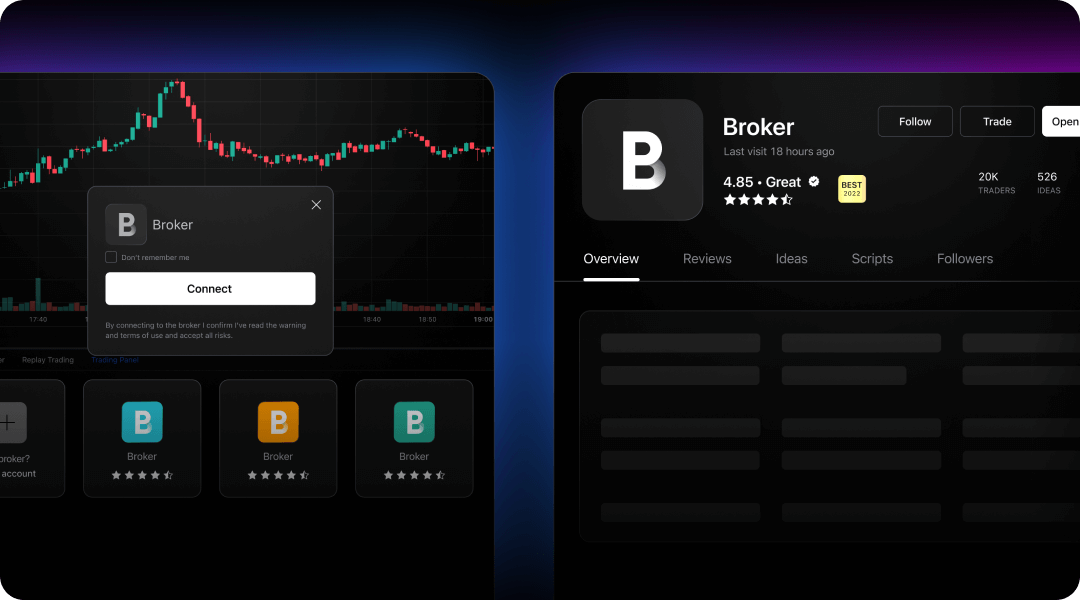 B
Broker
Don't remember me
Connect
By connecting to the broker I confirm I've read the warning
and terms of use and accept all risks.
17:40
18:40
18:50
19:00
er
Replay Trading
Trading Panel
broker?
account
B
Broker
B
Broker
B
Broker
B
Broker
Last visit 18 hours ago
4.85 • Great
BEST
2022
Follow
Trade
Open
20K
TRADERS
526
IDEAS
Overview
Reviews
Ideas
Scripts
Followers